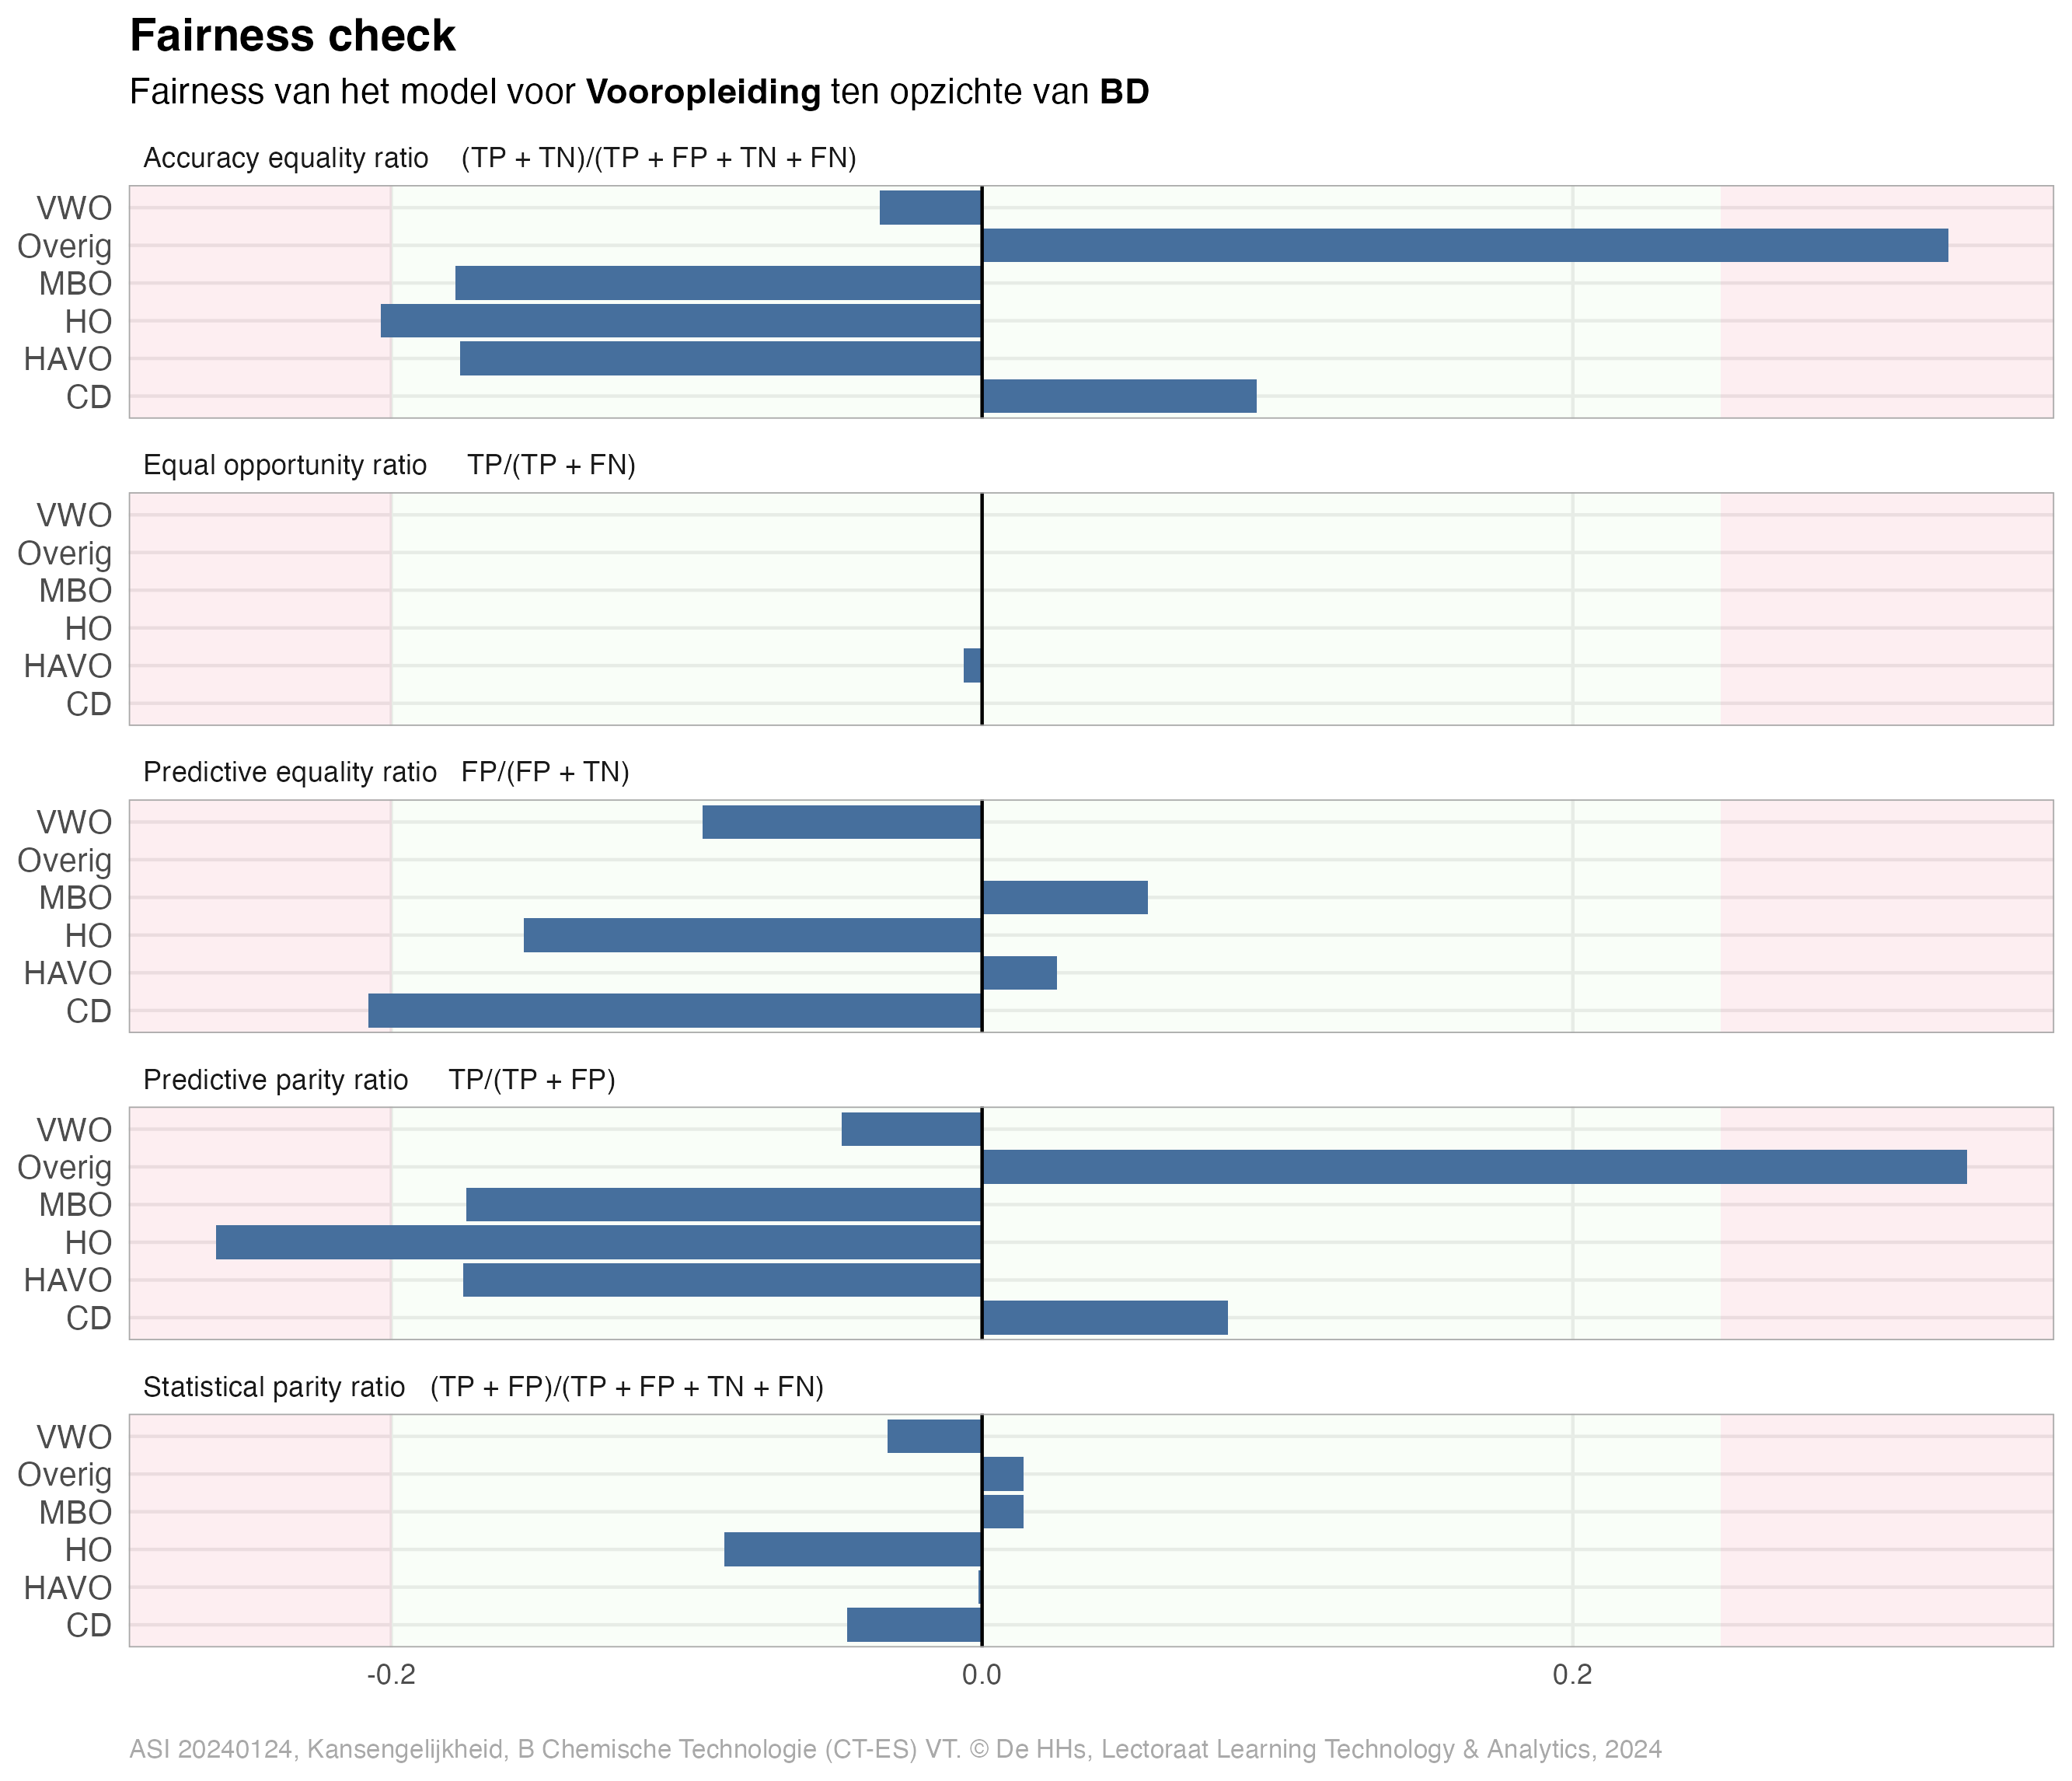 Fairness check
Fairness van het model voor Vooropleiding ten opzichte van BD
Accuracy equality ratio (TP + TN)/(TP + FP + TN + FN)
VWO
Overig
MBO
HO
HAVO
CD
Equal opportunity ratio TP/(TP + FN)
VWO
Overig
MBO
HO
HAVO
CD
Predictive equality ratio FP/(FP + TN)
VWO
Overig
MBO
HO
HAVO
CD
Predictive parity ratio TP/(TP + FP)
VWO
Overig
MBO
HO
HAVO
CD
Statistical parity ratio (TP + FP)/(TP + FP + TN + FN)
VWO
Overig
MBO
HO
HAVO
CD
-0.2 0.0 0.2
ASI 20240124, Kansengelijkheid, B Chemische Technologie (CT-ES) VT. © De HHs, Lectoraat Learning Technology & Analytics, 2024